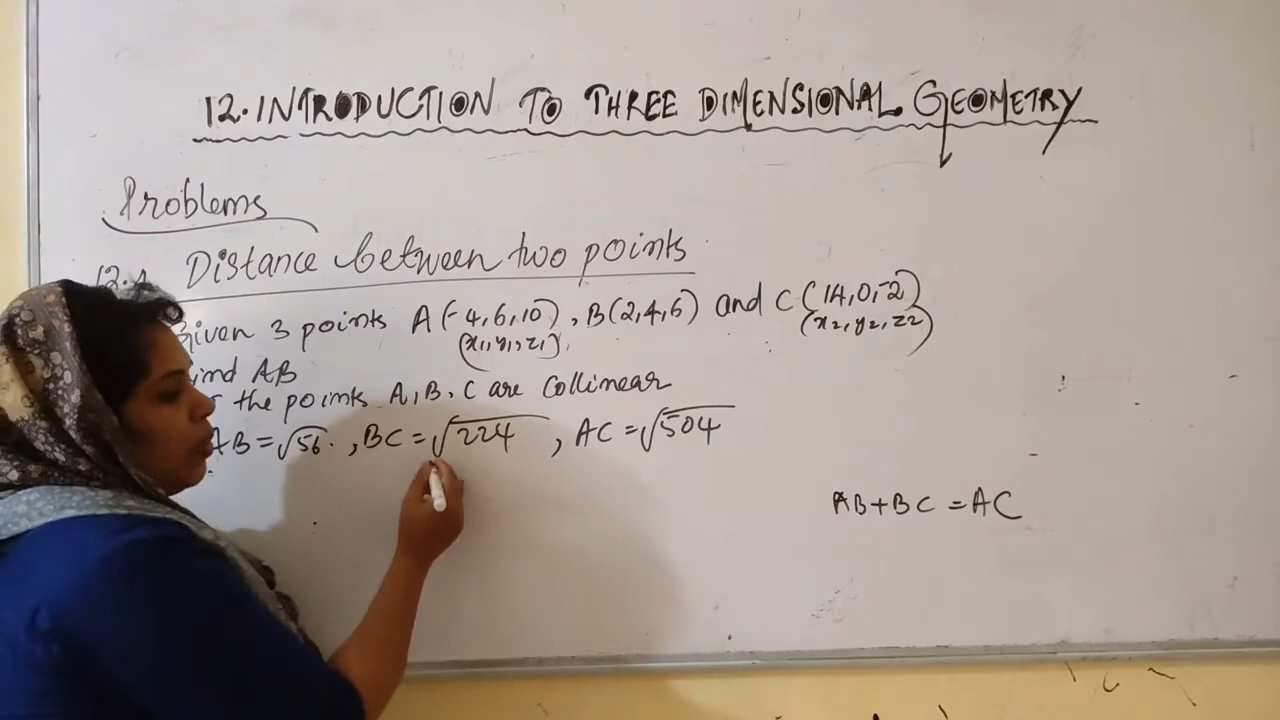 12. INTRODUCTION TO THREE DIMENSIONAL GEOMETRY
Problems
Distance between two points
Given 3 points A(-4,6,10), B(2,4,6) and C(14,0,-2)
(x1,y1,z1) (x2,y2,z2)
ind AB
the points A, B, C are Collinear
AB=√56 , BC=√224 , AC=√504
AB+BC=AC